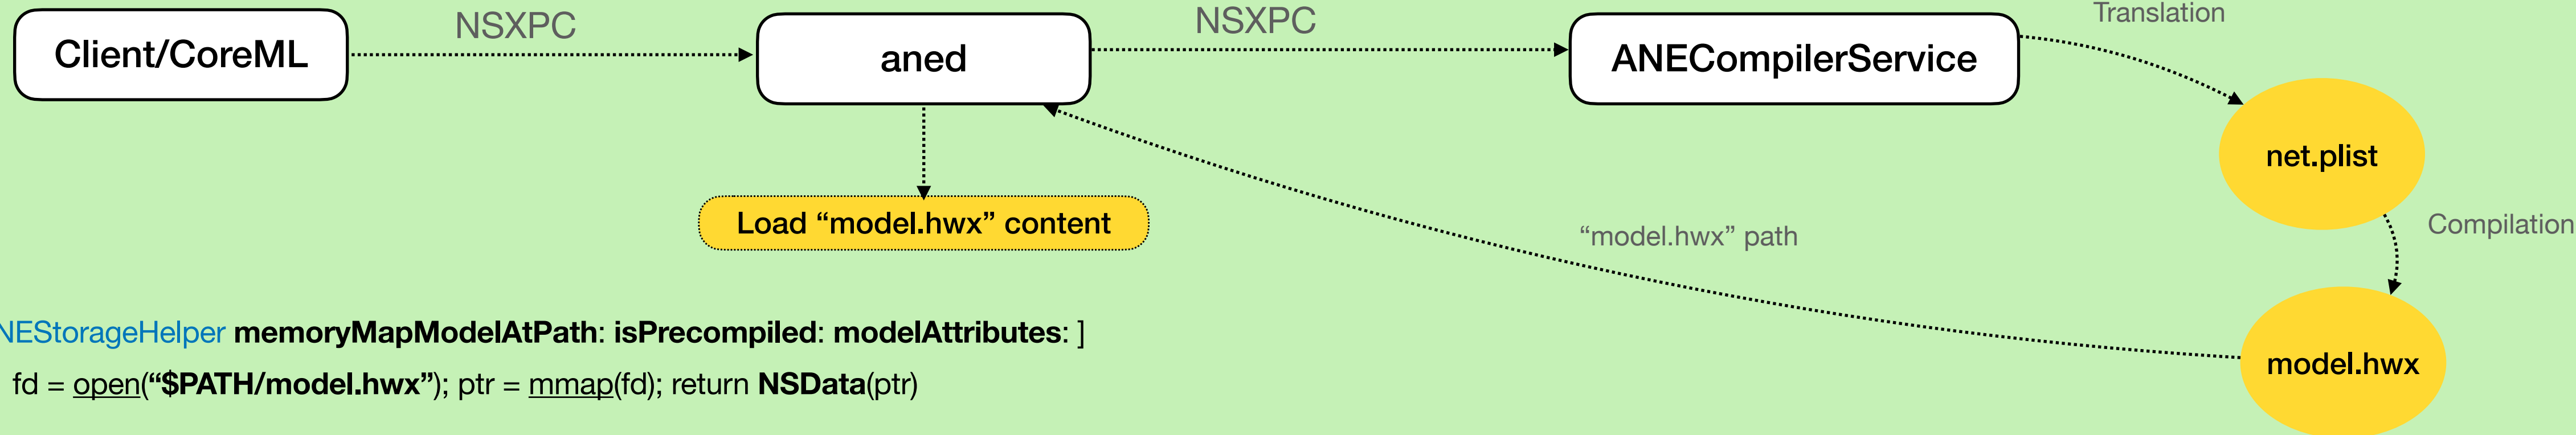 Client/CoreML
NSXPC
aned
NSXPC
ANECompilerService
Translation
net.plist
Compilation
Load “model.hwx” content
“model.hwx” path
model.hwx
NEStorageHelper memoryMapModelAtPath: isPrecompiled: modelAttributes: ]
fd = open(“$PATH/model.hwx”); ptr = mmap(fd); return NSData(ptr)